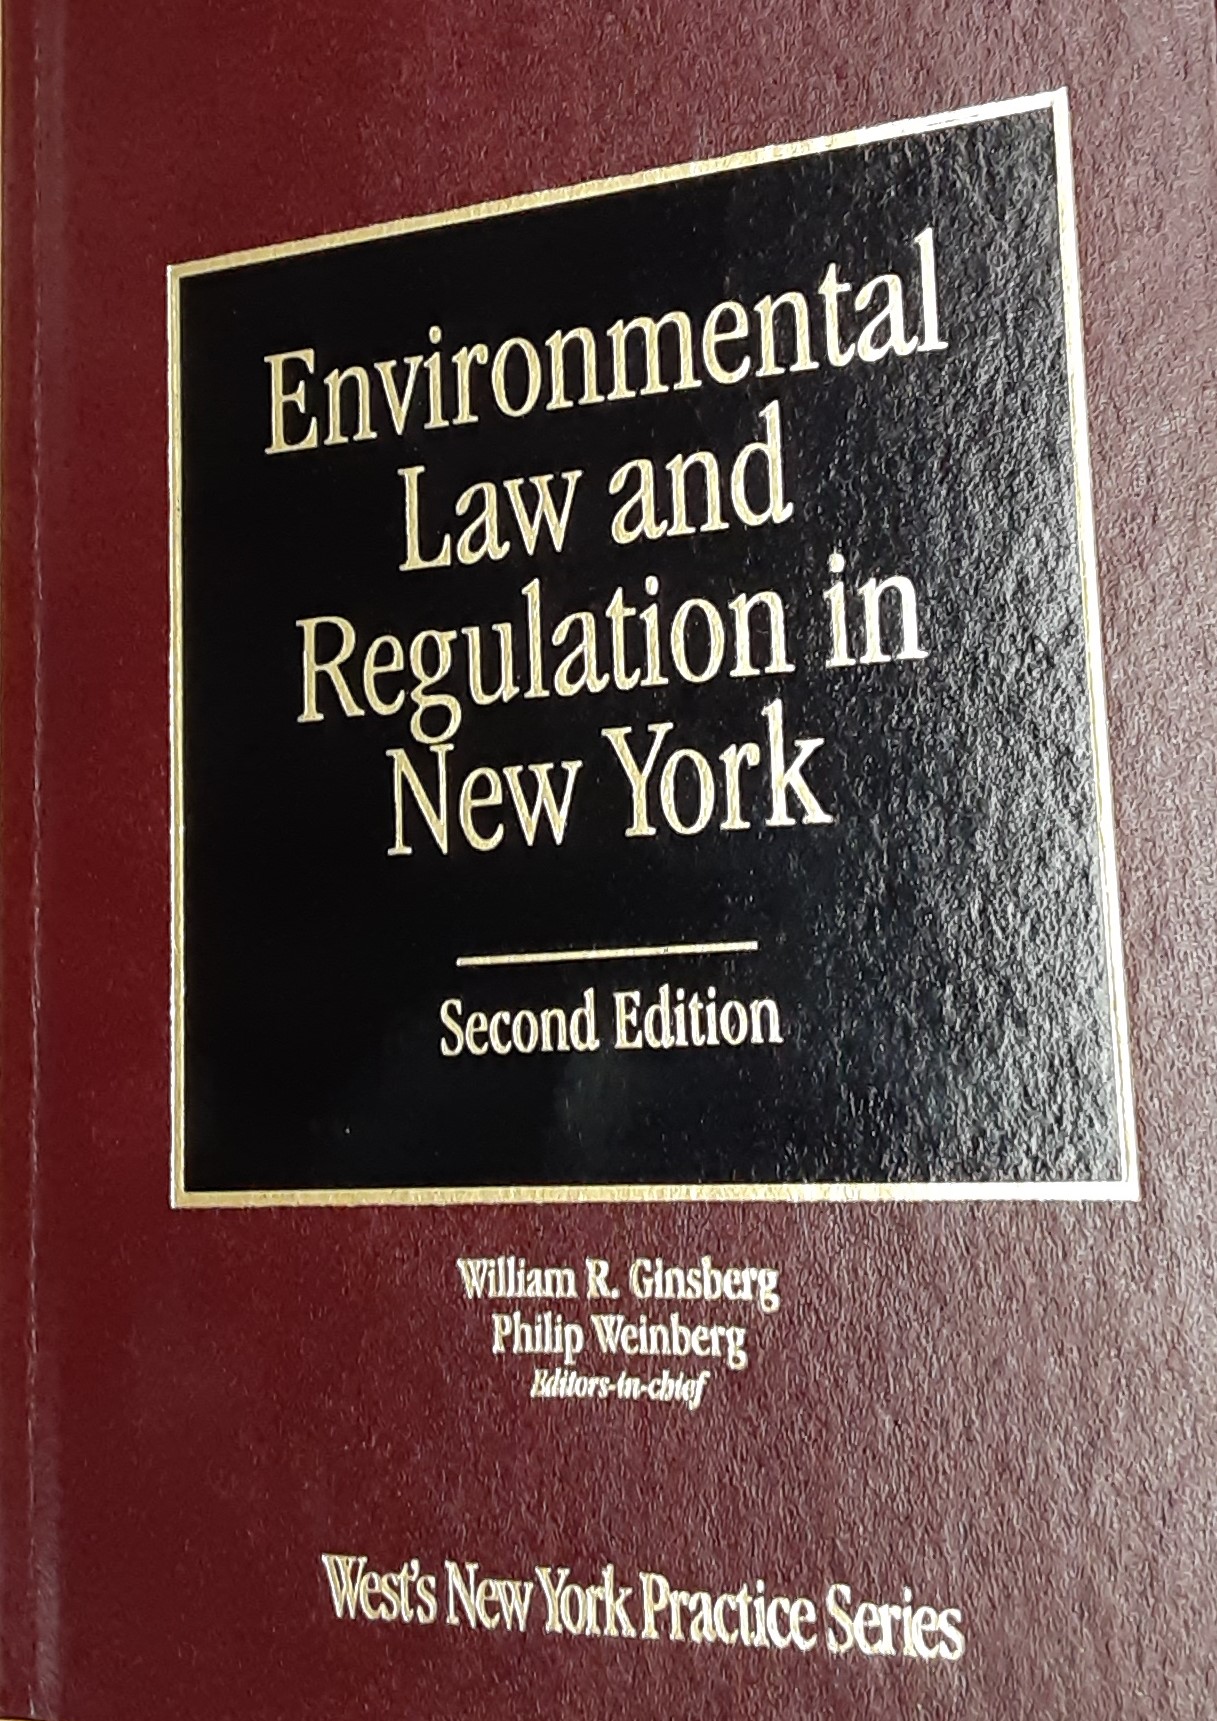 Environmental
Law and
Regulation in
New York
Second Edition
William R. Ginsberg
Philip Weinberg
Editors-in-chief
West's New York Practice Series